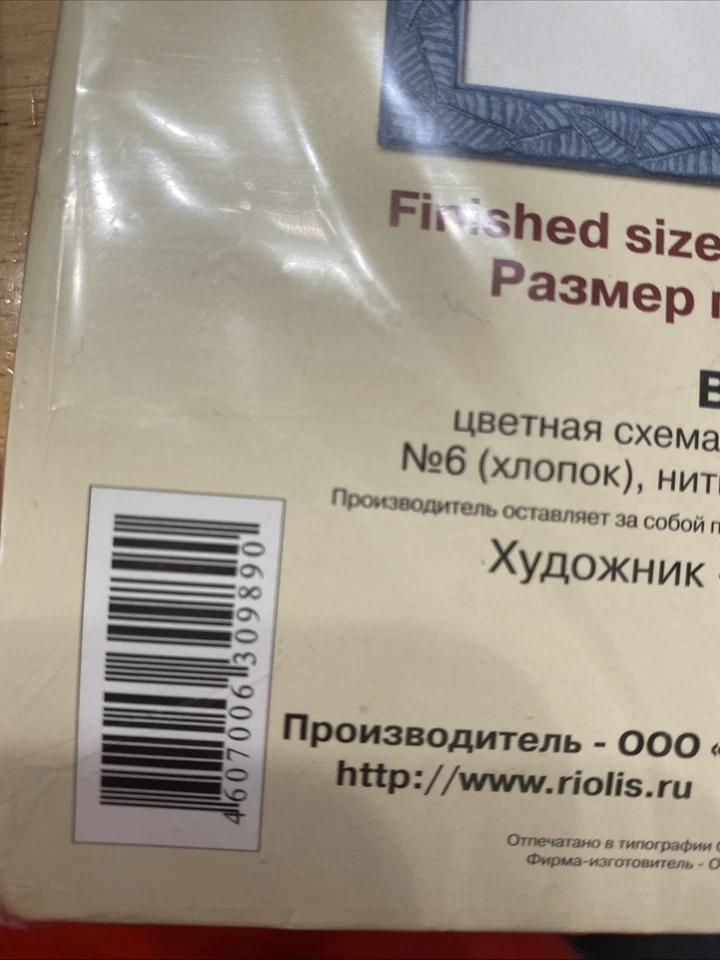 Finished size
Размер
цветная схема
№6 (хлопок), нит
Производитель оставляет за собой п
Художник -
4607006309890
Производитель - ООО «
http://www.riolis.ru
Отпечатано в типографии
Фирма-изготовитель - О